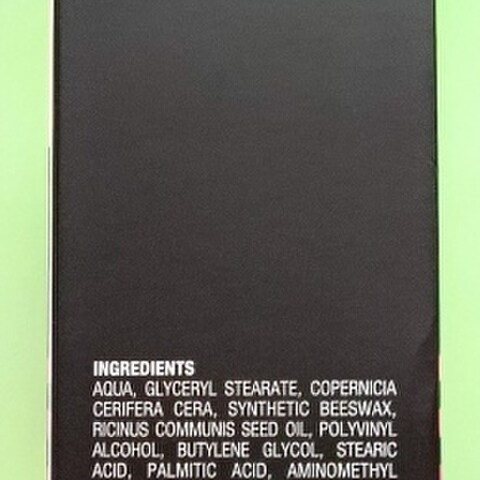 INGREDIENTS
AQUA, GLYCERYL STEARATE, COPERNICIA
CERIFERA CERA, SYNTHETIC BEESWAX,
RICINUS COMMUNIS SEED OIL, POLYVINYL
ALCOHOL, BUTYLENE GLYCOL, STEARIC
ACID, PALMITIC ACID, AMINOMETHYL